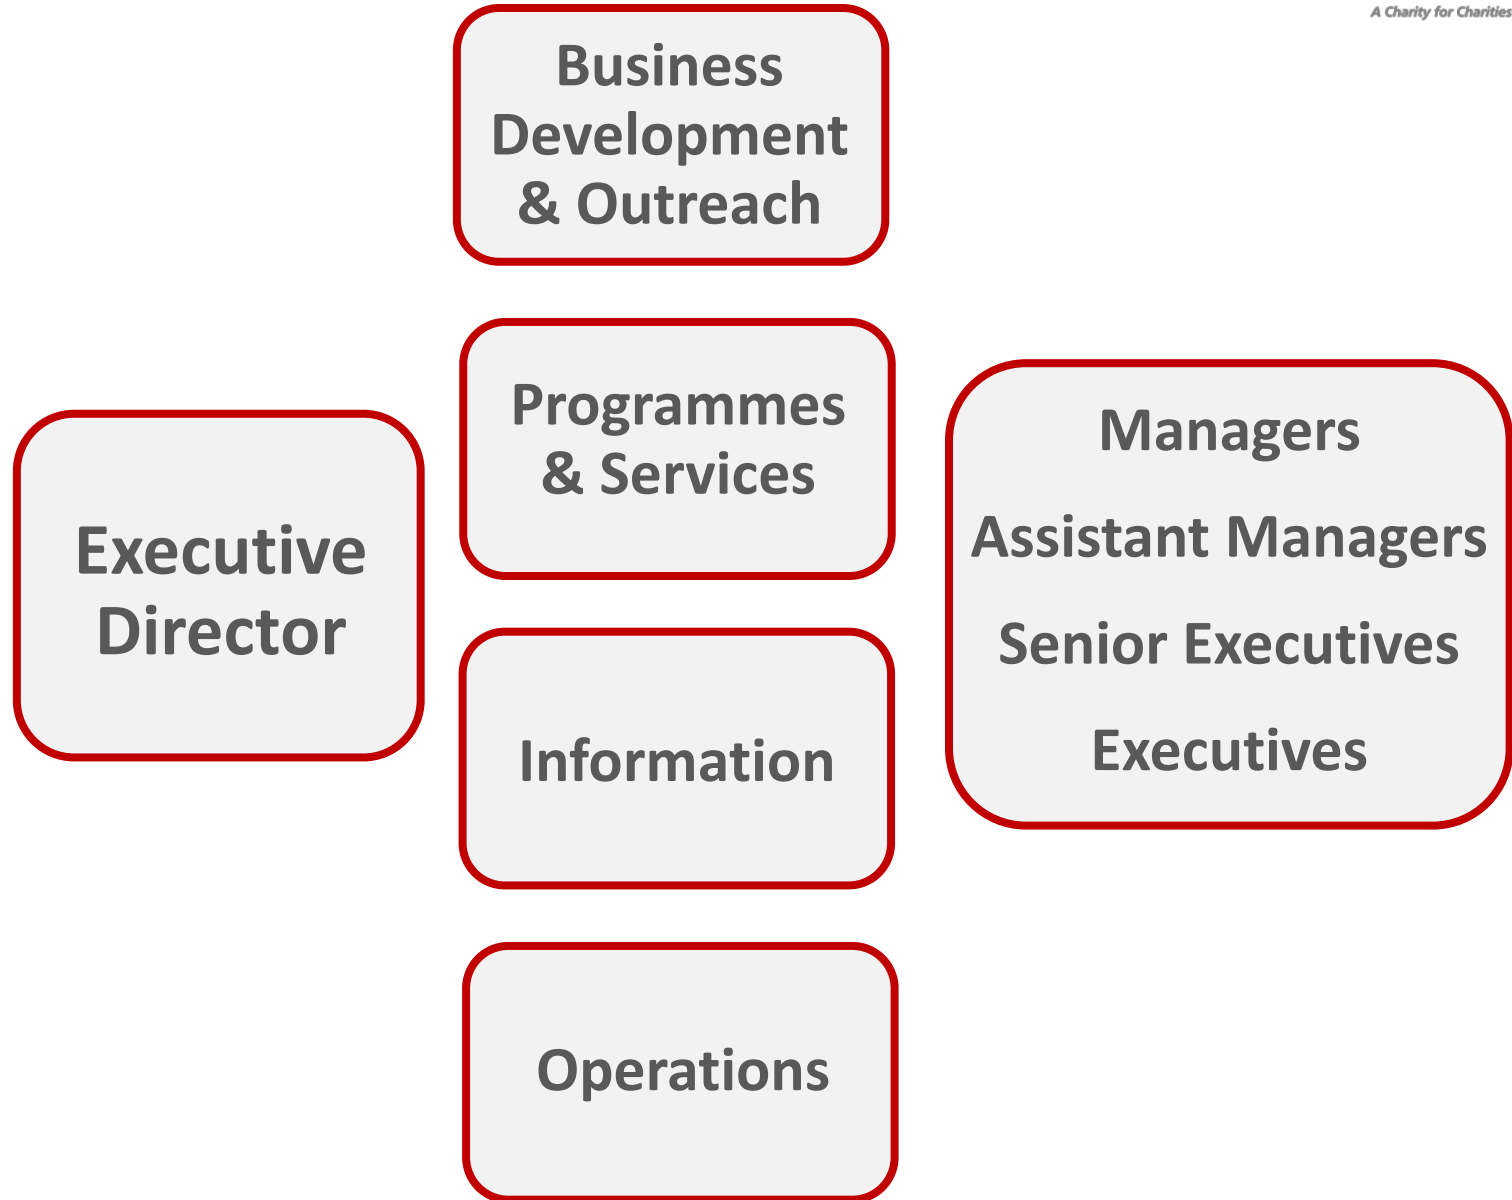 A Charity for Charities
Business
Development
& Outreach
Programmes
& Services
Executive
Director
Information
Operations
Managers
Assistant Managers
Senior Executives
Executives